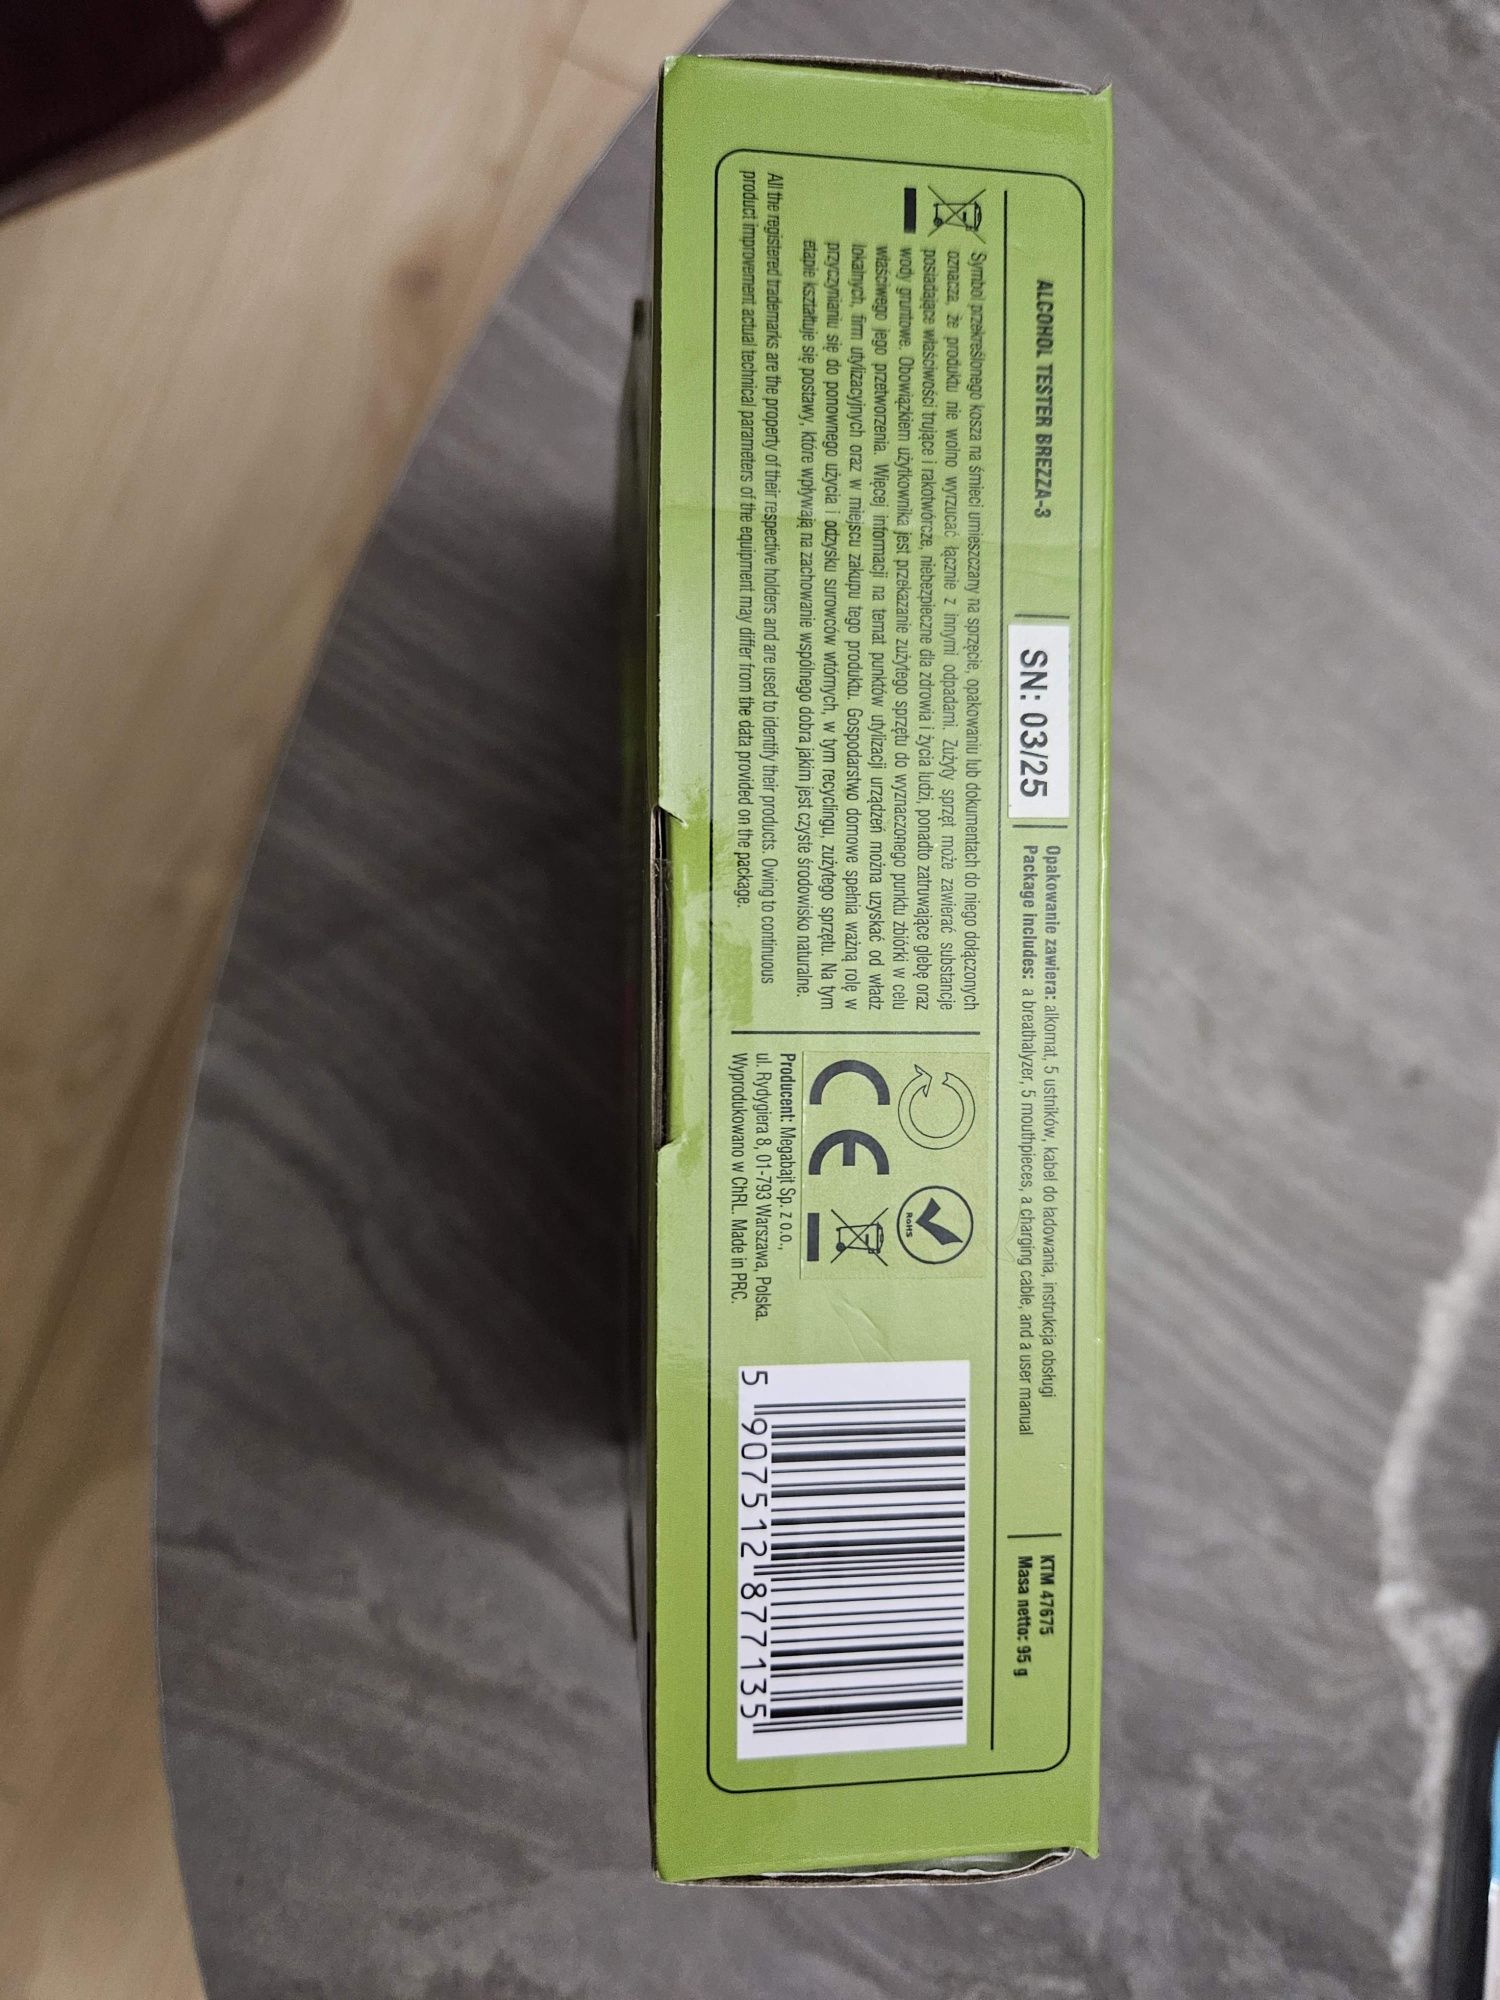 ALCOHOL TESTER BREZZA-3
SN: 03/25
Opakowanie zawiera: alkomat, 5 ustników, kabel do ładowania, instrukcja obsługi
Package includes: a breathalyzer, 5 mouthpieces, a charging cable, and a user manual
KTM 47675
Masa netto: 95 g
Symbol przekreślonego kosza na śmieci umieszczany na sprzęcie, opakowaniu lub dokumentach do niego dołączonych
oznacza, że produktu nie wolno wyrzucać łącznie z innymi odpadami. Zużyty sprzęt może zawierać substancje
posiadające właściwości trujące i rakotwórcze, niebezpieczne dla zdrowia i życia ludzi, ponadto zatruwające glebę oraz
wody gruntowe. Obowiązkiem użytkownika jest przekazanie zużytego sprzętu do wyznaczonego punktu zbiórki w celu
właściwego jego przetworzenia. Więcej informacji na temat punktów utylizacji urządzeń można uzyskać od władz
lokalnych, firm utylizacyjnych oraz w miejscu zakupu tego produktu. Gospodarstwo domowe spełnia ważną rolę w
przyczynianiu się do ponownego użycia i odzysku surowców wtórnych, w tym recyclingu, zużytego sprzętu. Na tym
etapie kształtuje się postawy, które wpływają na zachowanie wspólnego dobra jakim jest czyste środowisko naturalne.
All the registered trademarks are the property of their respective holders and are used to identify their products. Owing to continuous
product improvement actual technical parameters of the equipment may differ from the data provided on the package.
RoHS
CE
Producent: Megabajt Sp. z o.o.,
ul. Rydygiera 8, 01-793 Warszawa, Polska.
Wyprodukowano w ChRL. Made in PRC.
5 907512 877135